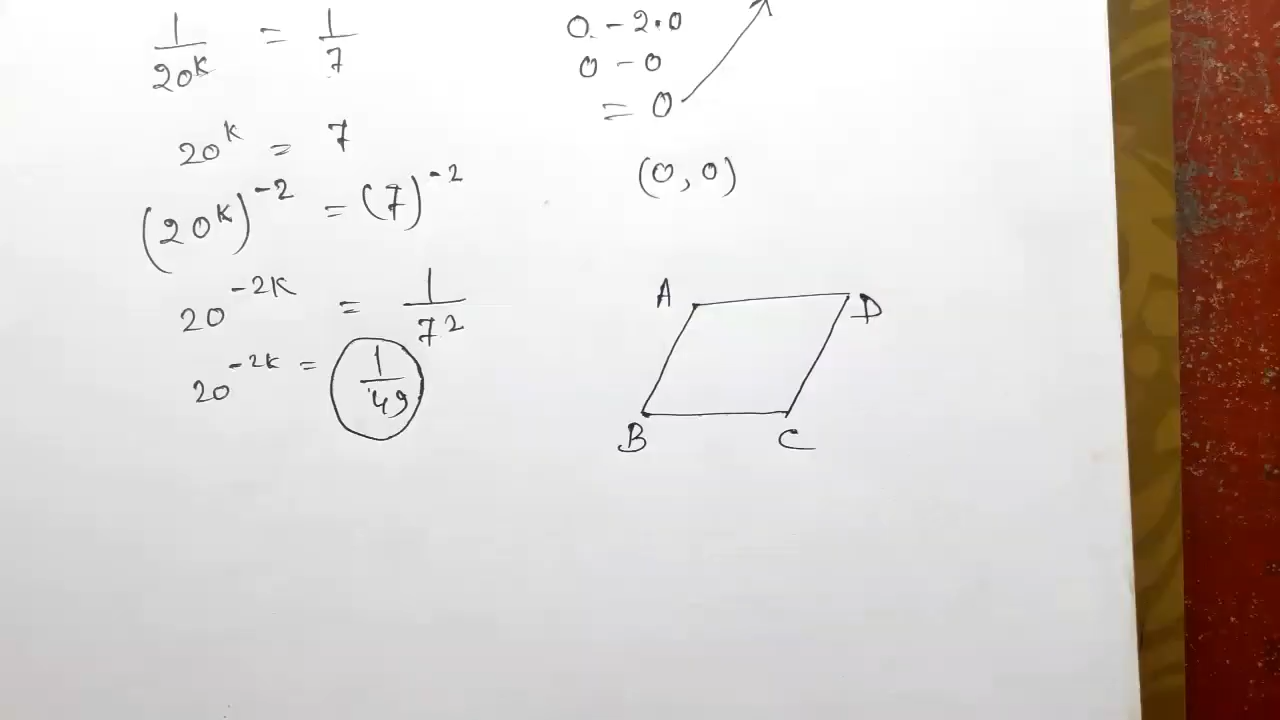 1/20^k = 1/7
20^k = 7
(20^k)^-2 = (7)^-2
20^-2k = 1/7^2
20^-2k = 1/49
0 - 2.0
0 - 0
= 0
(0, 0)
A D
B C